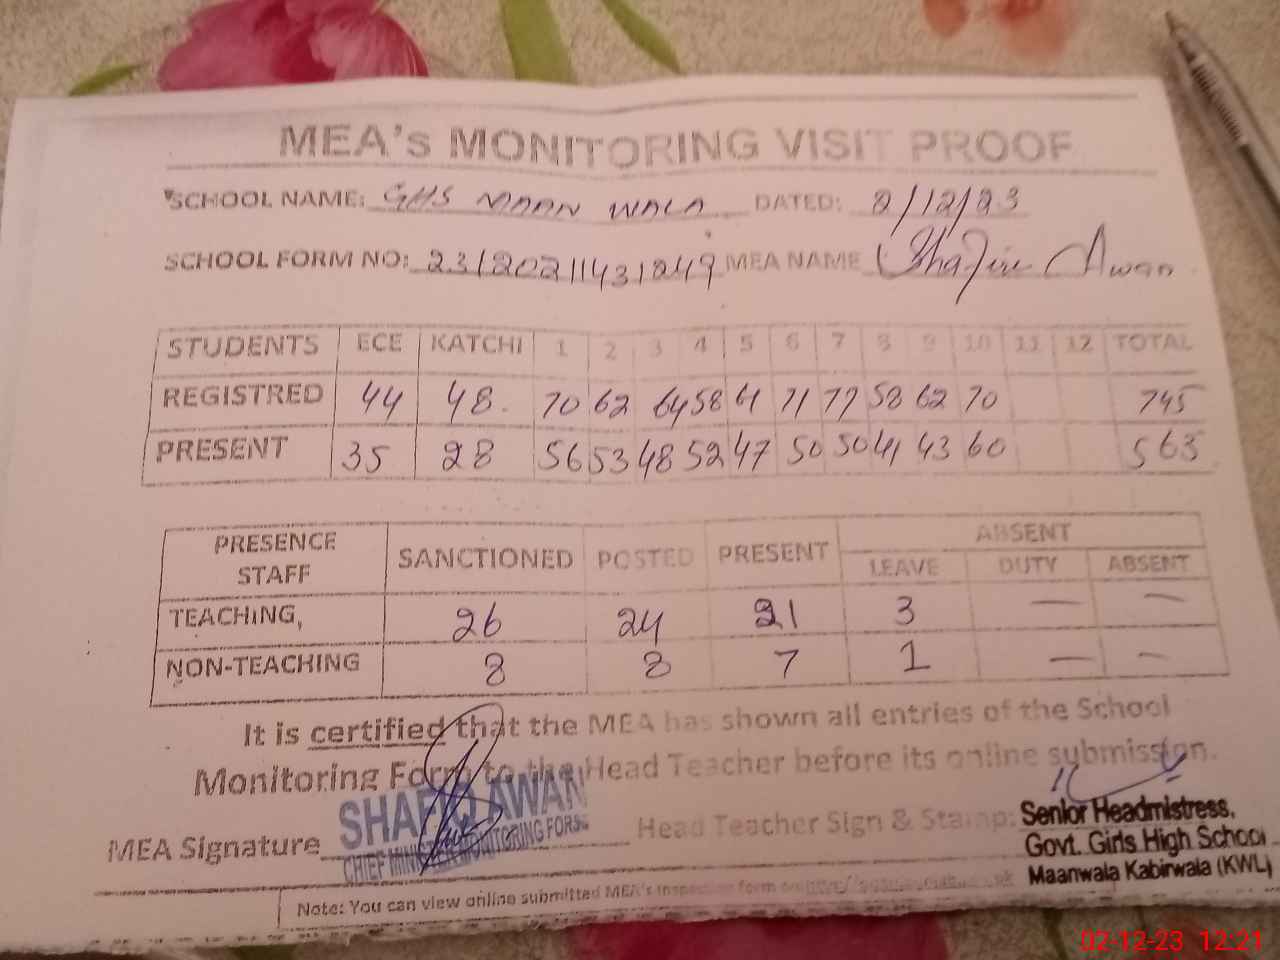 MEA's MONITORING VISIT PROOF
SCHOOL NAME: GHS MAAN WALA DATED: 2/12/23
SCHOOL FORM NO: MEA NAME Shafiq Awan
STUDENTS ECE KATCHI 1 2 3 4 5 6 7 8 9 10 11 12 TOTAL
REGISTRED 44 48 70 62 64 58 61 71 77 58 62 70 745
PRESENT 35 28 56 53 48 52 47 50 50 41 43 60 563
PRESENCE STAFF SANCTIONED POSTED PRESENT ABSENT
LEAVE DUTY ABSENT
TEACHING, 26 24 21 3 — —
NON-TEACHING 8 8 7 1 — —
It is certified that the MEA has shown all entries of the School
Monitoring Form to the Head Teacher before its online submission.
MEA Signature SHAFIQ AWAN Head Teacher Sign & Stamp: Senior Headmistress,
CHIEF MINISTER MONITORING FORSE Govt. Girls High School
Maanwala Kabirwala (KWL)
Note: You can view online submitted MEA's inspection form on
02-12-23 12:21